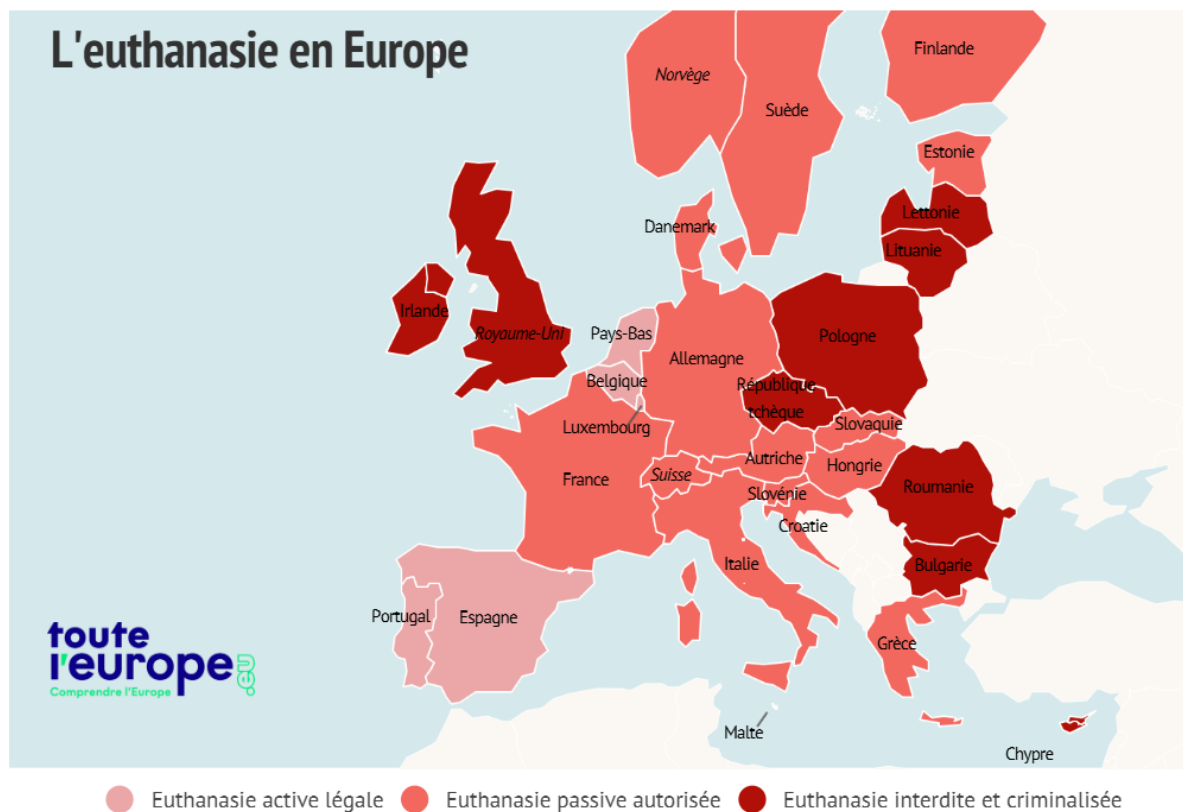 L'euthanasie en Europe
Finlande
Norvège
Suède
Estonie
Lettonie
Danemark
Lituanie
Irlande
Royaume-Uni
Pays-Bas
Pologne
Allemagne
Belgique
République
tchèque
Luxembourg
Slovaquie
Autriche
Hongrie
France
Suisse
Slovénie
Roumanie
Croatie
Italie
Bulgarie
Portugal
Espagne
Grèce
toute
l'europe.eu
Comprendre l'Europe
Malte
Chypre
Euthanasie active légale
Euthanasie passive autorisée
Euthanasie interdite et criminalisée